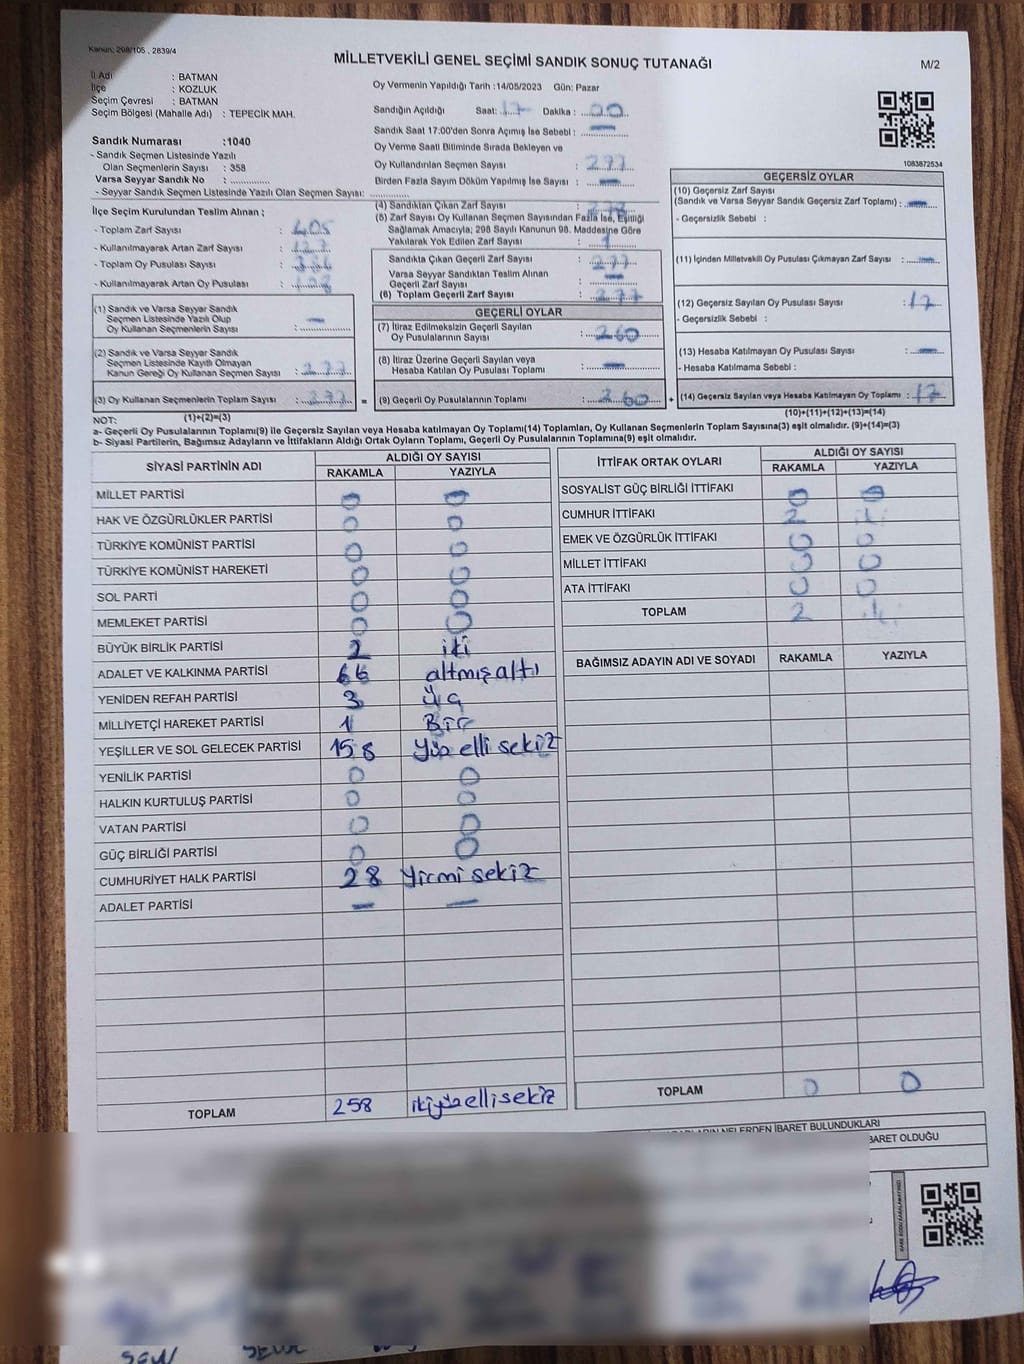 Kanun; 298/105 , 2839/4
MİLLETVEKİLİ GENEL SEÇİMİ SANDIK SONUÇ TUTANAĞI
M/2
İl Adı : BATMAN
İlçe : KOZLUK
Seçim Çevresi : BATMAN
Seçim Bölgesi (Mahalle Adı) : TEPECİK MAH.
Sandık Numarası :1040
- Sandık Seçmen Listesinde Yazılı
Olan Seçmenlerin Sayısı : 358
Varsa Seyyar Sandık No :
- Seyyar Sandık Seçmen Listesinde Yazılı Olan Seçmen Sayısı:
İlçe Seçim Kurulundan Teslim Alınan ;
- Toplam Zarf Sayısı : 405
- Kullanılmayarak Artan Zarf Sayısı :
- Toplam Oy Pusulası Sayısı :
- Kullanılmayarak Artan Oy Pusulası :
(1) Sandık ve Varsa Seyyar Sandık
Seçmen Listesinde Yazılı Olup
Oy Kullanan Seçmenlerin Sayısı : —
(2) Sandık ve Varsa Seyyar Sandık
Seçmen Listesinde Kayıtlı Olmayan
Kanun Gereği Oy Kullanan Seçmen Sayısı : 277
(3) Oy Kullanan Seçmenlerin Toplam Sayısı : 277 =
Oy Vermenin Yapıldığı Tarih :14/05/2023 Gün: Pazar
Sandığın Açıldığı Saat: 17 Dakika : 00
Sandık Saat 17:00'den Sonra Açımış İse Sebebi : —
Oy Verme Saati Bitiminde Sırada Bekleyen ve
Oy Kullandırılan Seçmen Sayısı : 277
Birden Fazla Sayım Döküm Yapılmış İse Sayısı : —
(4) Sandıktan Çıkan Zarf Sayısı : 278
(5) Zarf Sayısı Oy Kullanan Seçmen Sayısından Fazla İse, Eşitliği
Sağlamak Amacıyla; 298 Sayılı Kanunun 98. Maddesine Göre
Yakılarak Yok Edilen Zarf Sayısı : 1
Sandıkta Çıkan Geçerli Zarf Sayısı : 277
Varsa Seyyar Sandıktan Teslim Alınan
Geçerli Zarf Sayısı : —
(6) Toplam Geçerli Zarf Sayısı : 277
GEÇERLİ OYLAR
(7) İtiraz Edilmeksizin Geçerli Sayılan
Oy Pusulalarının Sayısı : 260
(8) İtiraz Üzerine Geçerli Sayılan veya
Hesaba Katılan Oy Pusulası Toplamı : —
(9) Geçerli Oy Pusulalarının Toplamı : 260 +
1083872534
GEÇERSİZ OYLAR
(10) Geçersiz Zarf Sayısı
(Sandık ve Varsa Seyyar Sandık Geçersiz Zarf Toplamı) : —
- Geçersizlik Sebebi :
(11) İçinden Milletvekili Oy Pusulası Çıkmayan Zarf Sayısı : —
(12) Geçersiz Sayılan Oy Pusulası Sayısı : 17
- Geçersizlik Sebebi :
(13) Hesaba Katılmayan Oy Pusulası Sayısı : —
- Hesaba Katılmama Sebebi :
(14) Geçersiz Sayılan veya Hesaba Katılmayan Oy Toplamı : 17
NOT: (1)+(2)=(3) (10)+(11)+(12)+(13)=(14)
a- Geçerli Oy Pusulalarının Toplamı(9) ile Geçersiz Sayılan veya Hesaba katılmayan Oy Toplamı(14) Toplamları, Oy Kullanan Seçmenlerin Toplam Sayısına(3) eşit olmalıdır. (9)+(14)=(3)
b- Siyasi Partilerin, Bağımsız Adayların ve İttifakların Aldığı Ortak Oyların Toplamı, Geçerli Oy Pusulalarının Toplamına(9) eşit olmalıdır.
SİYASİ PARTİNİN ADI ALDIĞI OY SAYISI
RAKAMLA YAZIYLA
MİLLET PARTİSİ 0 0
HAK VE ÖZGÜRLÜKLER PARTİSİ 0 0
TÜRKİYE KOMÜNİST PARTİSİ 0 0
TÜRKİYE KOMÜNİST HAREKETİ 0 0
SOL PARTİ 0 0
MEMLEKET PARTİSİ 0 0
BÜYÜK BİRLİK PARTİSİ 2 iki
ADALET VE KALKINMA PARTİSİ 66 altmış altı
YENİDEN REFAH PARTİSİ 3 üç
MİLLİYETÇİ HAREKET PARTİSİ 1 Bir
YEŞİLLER VE SOL GELECEK PARTİSİ 158 Yüz elli sekiz
YENİLİK PARTİSİ 0 0
HALKIN KURTULUŞ PARTİSİ 0 0
VATAN PARTİSİ 0 0
GÜÇ BİRLİĞİ PARTİSİ 0 0
CUMHURİYET HALK PARTİSİ 28 Yirmi sekiz
ADALET PARTİSİ — —
TOPLAM 258 ikiyüz elli sekiz
İTTİFAK ORTAK OYLARI ALDIĞI OY SAYISI
RAKAMLA YAZIYLA
SOSYALİST GÜÇ BİRLİĞİ İTTİFAKI 0 0
CUMHUR İTTİFAKI 2
EMEK VE ÖZGÜRLÜK İTTİFAKI 0 0
MİLLET İTTİFAKI 0 0
ATA İTTİFAKI 0 0
TOPLAM 2
BAĞIMSIZ ADAYIN ADI VE SOYADI RAKAMLA YAZIYLA
TOPLAM 0 0
NELERDEN İBARET BULUNDUKLARI
BARET OLDUĞU